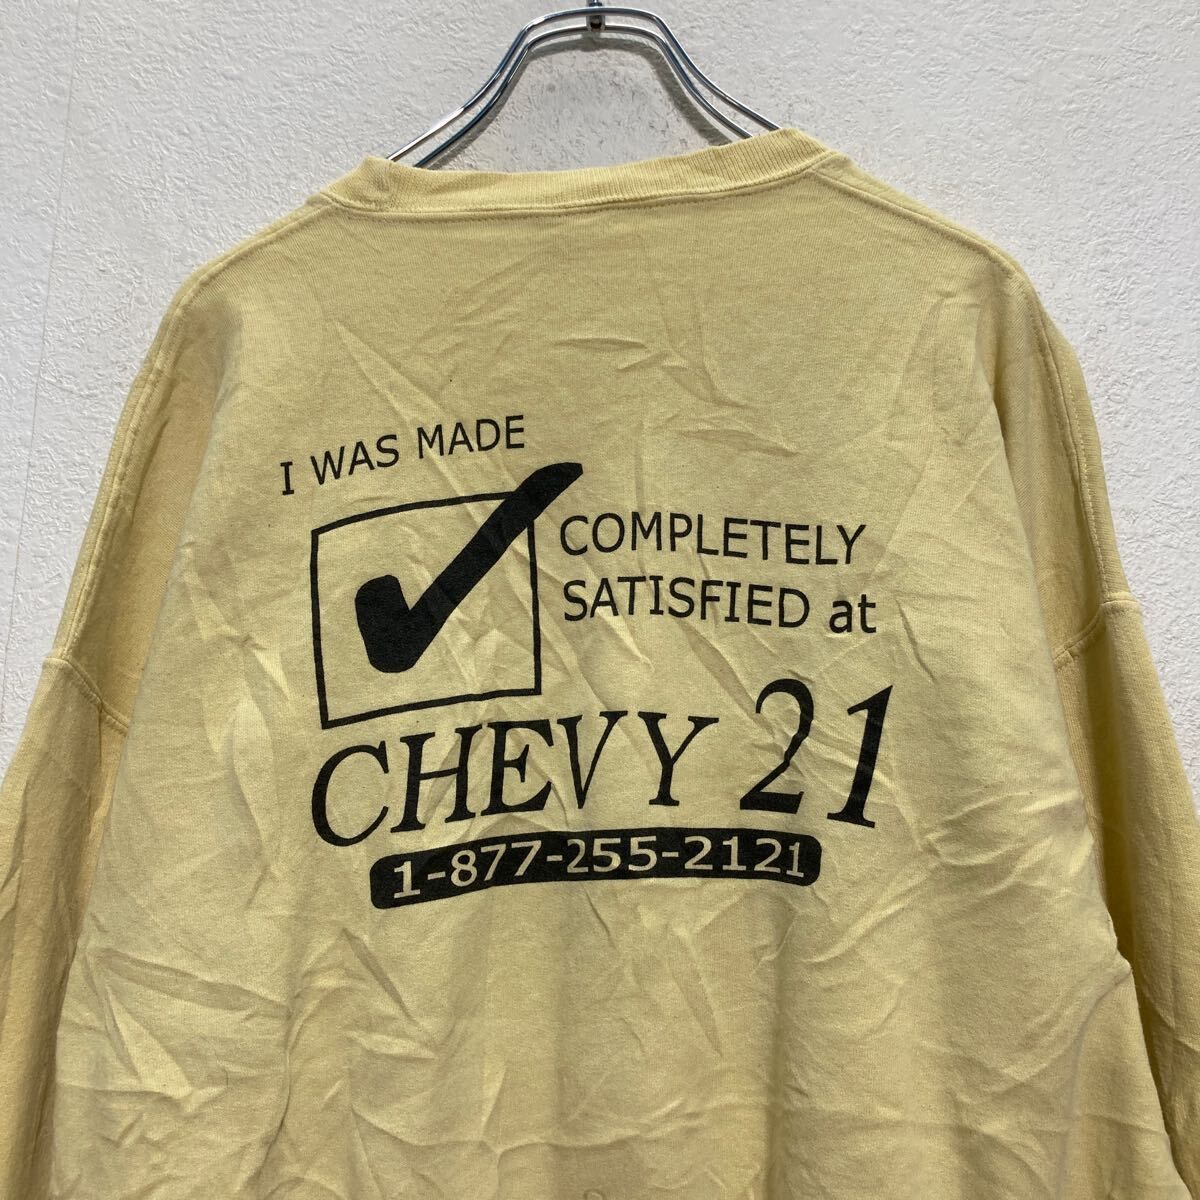 I WAS MADE
COMPLETELY
SATISFIED at
CHEVY 21
1-877-255-2121